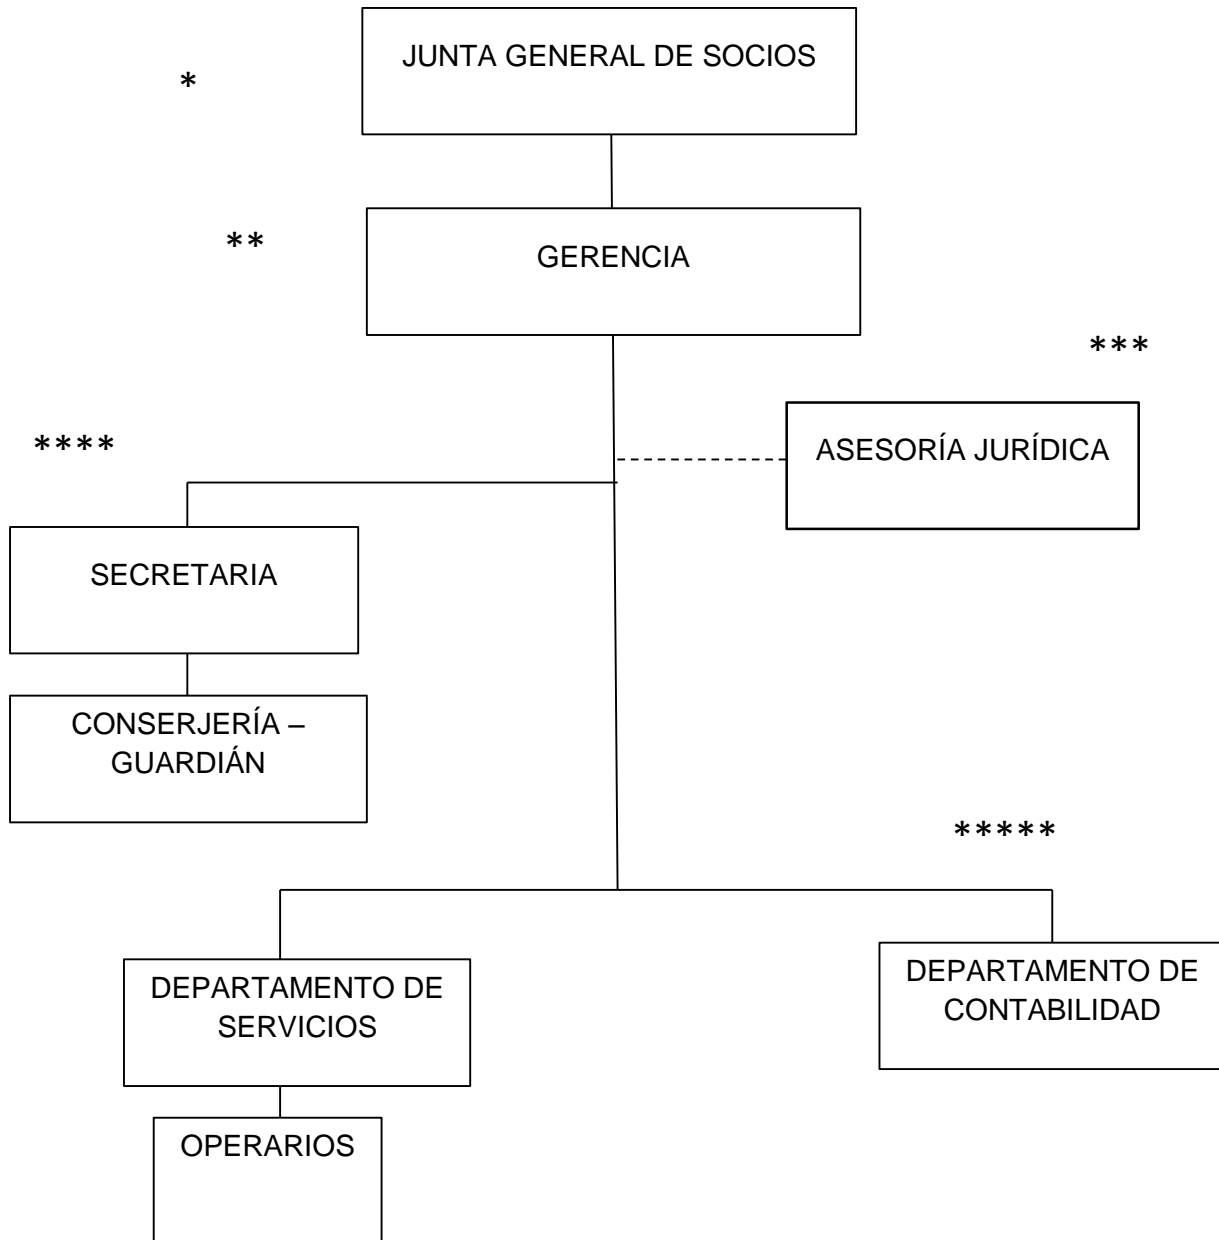 JUNTA GENERAL DE SOCIOS
*
**
GERENCIA
***
****
ASESORÍA JURÍDICA
SECRETARIA
CONSERJERÍA –
GUARDIÁN
*****
DEPARTAMENTO DE
SERVICIOS
DEPARTAMENTO DE
CONTABILIDAD
OPERARIOS